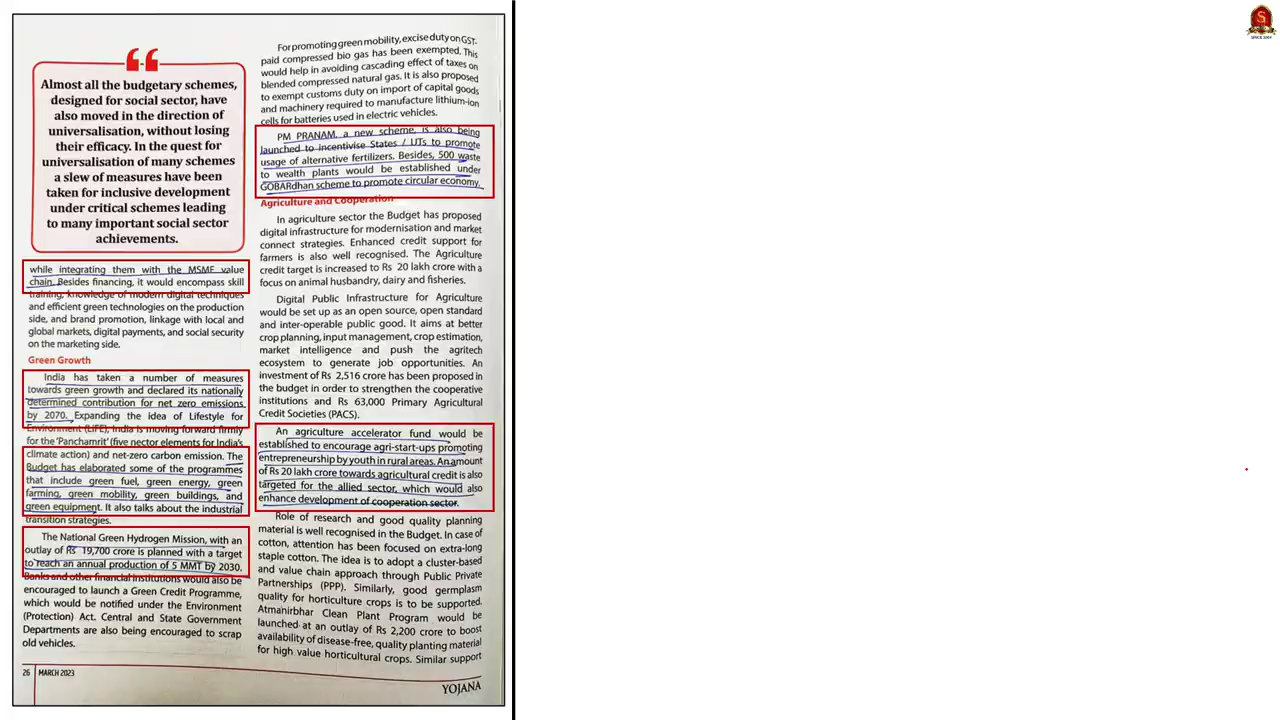 Almost all the budgetary schemes,
designed for social sector, have
also moved in the direction of
universalisation, without losing
their efficacy. In the quest for
universalisation of many schemes
a slew of measures have been
taken for inclusive development
under critical schemes leading
to many important social sector
achievements.
while integrating them with the MSME value
chain. Besides financing, it would encompass skill
training, knowledge of modern digital techniques
and efficient green technologies on the production
side, and brand promotion, linkage with local and
global markets, digital payments, and social security
on the marketing side.
Green Growth
India has taken a number of measures
towards green growth and declared its nationally
determined contribution for net zero emissions
by 2070. Expanding the idea of Lifestyle for
Environment (LiFE), India is moving forward firmly
for the 'Panchamrit' (five nector elements for India's
climate action) and net-zero carbon emission. The
Budget has elaborated some of the programmes
that include green fuel, green energy, green
farming, green mobility, green buildings, and
green equipment. It also talks about the industrial
transition strategies.
The National Green Hydrogen Mission, with an
outlay of Rs 19,700 crore is planned with a target
to reach an annual production of 5 MMT by 2030.
Banks and other financial institutions would also be
encouraged to launch a Green Credit Programme,
which would be notified under the Environment
(Protection) Act. Central and State Government
Departments are also being encouraged to scrap
old vehicles.
For promoting green mobility, excise duty on GST-
paid compressed bio gas has been exempted. This
would help in avoiding cascading effect of taxes on
blended compressed natural gas. It is also proposed
to exempt customs duty on import of capital goods
and machinery required to manufacture lithium-ion
cells for batteries used in electric vehicles.
PM PRANAM, a new scheme, is also being
launched to incentivise States / UTs to promote
usage of alternative fertilizers. Besides, 500 waste
to wealth plants would be established under
GOBARdhan scheme to promote circular economy.
Agriculture and Cooperation
In agriculture sector the Budget has proposed
digital infrastructure for modernisation and market
connect strategies. Enhanced credit support for
farmers is also well recognised. The Agriculture
credit target is increased to Rs 20 lakh crore with a
focus on animal husbandry, dairy and fisheries.
Digital Public Infrastructure for Agriculture
would be set up as an open source, open standard
and inter-operable public good. It aims at better
crop planning, input management, crop estimation,
market intelligence and push the agritech
ecosystem to generate job opportunities. An
investment of Rs 2,516 crore has been proposed in
the budget in order to strengthen the cooperative
institutions and Rs 63,000 Primary Agricultural
Credit Societies (PACS).
An agriculture accelerator fund would be
established to encourage agri-start-ups promoting
entrepreneurship by youth in rural areas. An amount
of Rs 20 lakh crore towards agricultural credit is also
targeted for the allied sector, which would also
enhance development of cooperation sector.
Role of research and good quality planning
material is well recognised in the Budget. In case of
cotton, attention has been focused on extra-long
staple cotton. The idea is to adopt a cluster-based
and value chain approach through Public Private
Partnerships (PPP). Similarly, good germplasm
quality for horticulture crops is to be supported.
Atmanirbhar Clean Plant Program would be
launched at an outlay of Rs 2,200 crore to boost
availability of disease-free, quality planting material
for high value horticultural crops. Similar support
26 MARCH 2023
YOJANA
S
SINCE 2004